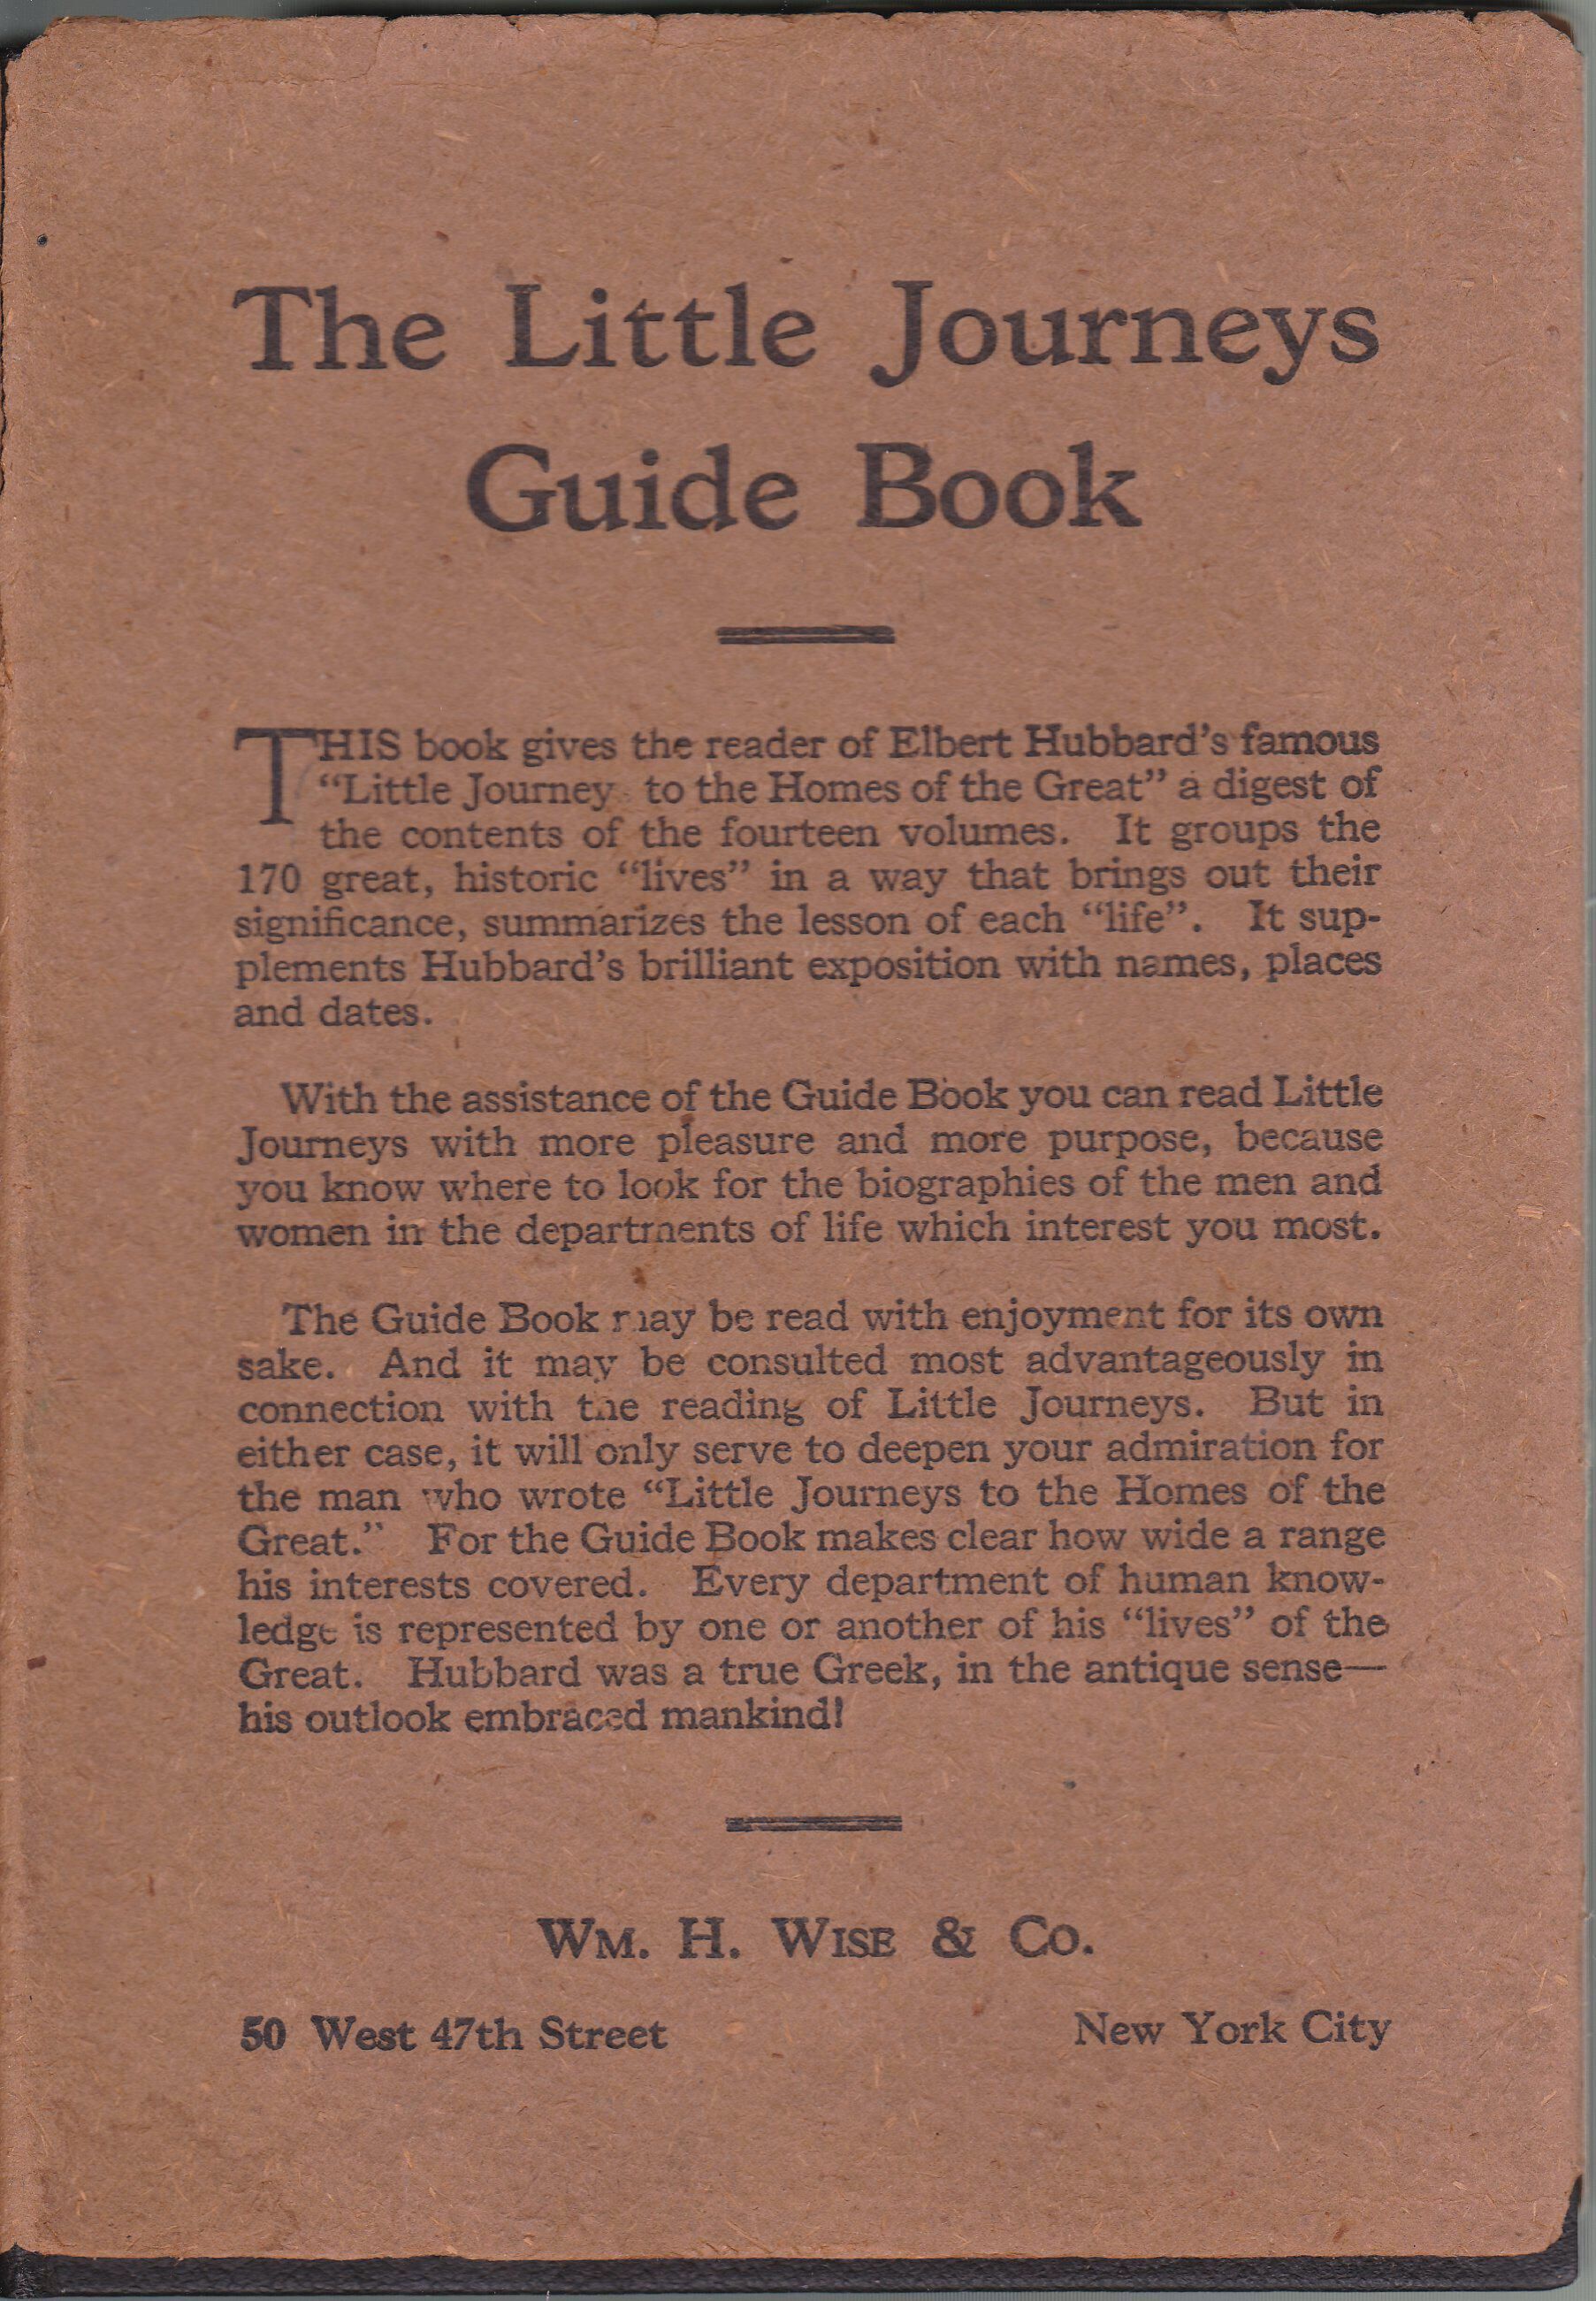 The Little Journeys
Guide Book
THIS book gives the reader of Elbert Hubbard's famous
“Little Journey to the Homes of the Great” a digest of
the contents of the fourteen volumes. It groups the
170 great, historic “lives” in a way that brings out their
significance, summarizes the lesson of each “life”. It sup-
plements Hubbard's brilliant exposition with names, places
and dates.
With the assistance of the Guide Book you can read Little
Journeys with more pleasure and more purpose, because
you know where to look for the biographies of the men and
women in the departments of life which interest you most.
The Guide Book may be read with enjoyment for its own
sake. And it may be consulted most advantageously in
connection with the reading of Little Journeys. But in
either case, it will only serve to deepen your admiration for
the man who wrote “Little Journeys to the Homes of the
Great.” For the Guide Book makes clear how wide a range
his interests covered. Every department of human know-
ledge is represented by one or another of his “lives” of the
Great. Hubbard was a true Greek, in the antique sense—
his outlook embraced mankind!
WM. H. WISE & CO.
50 West 47th Street New York City